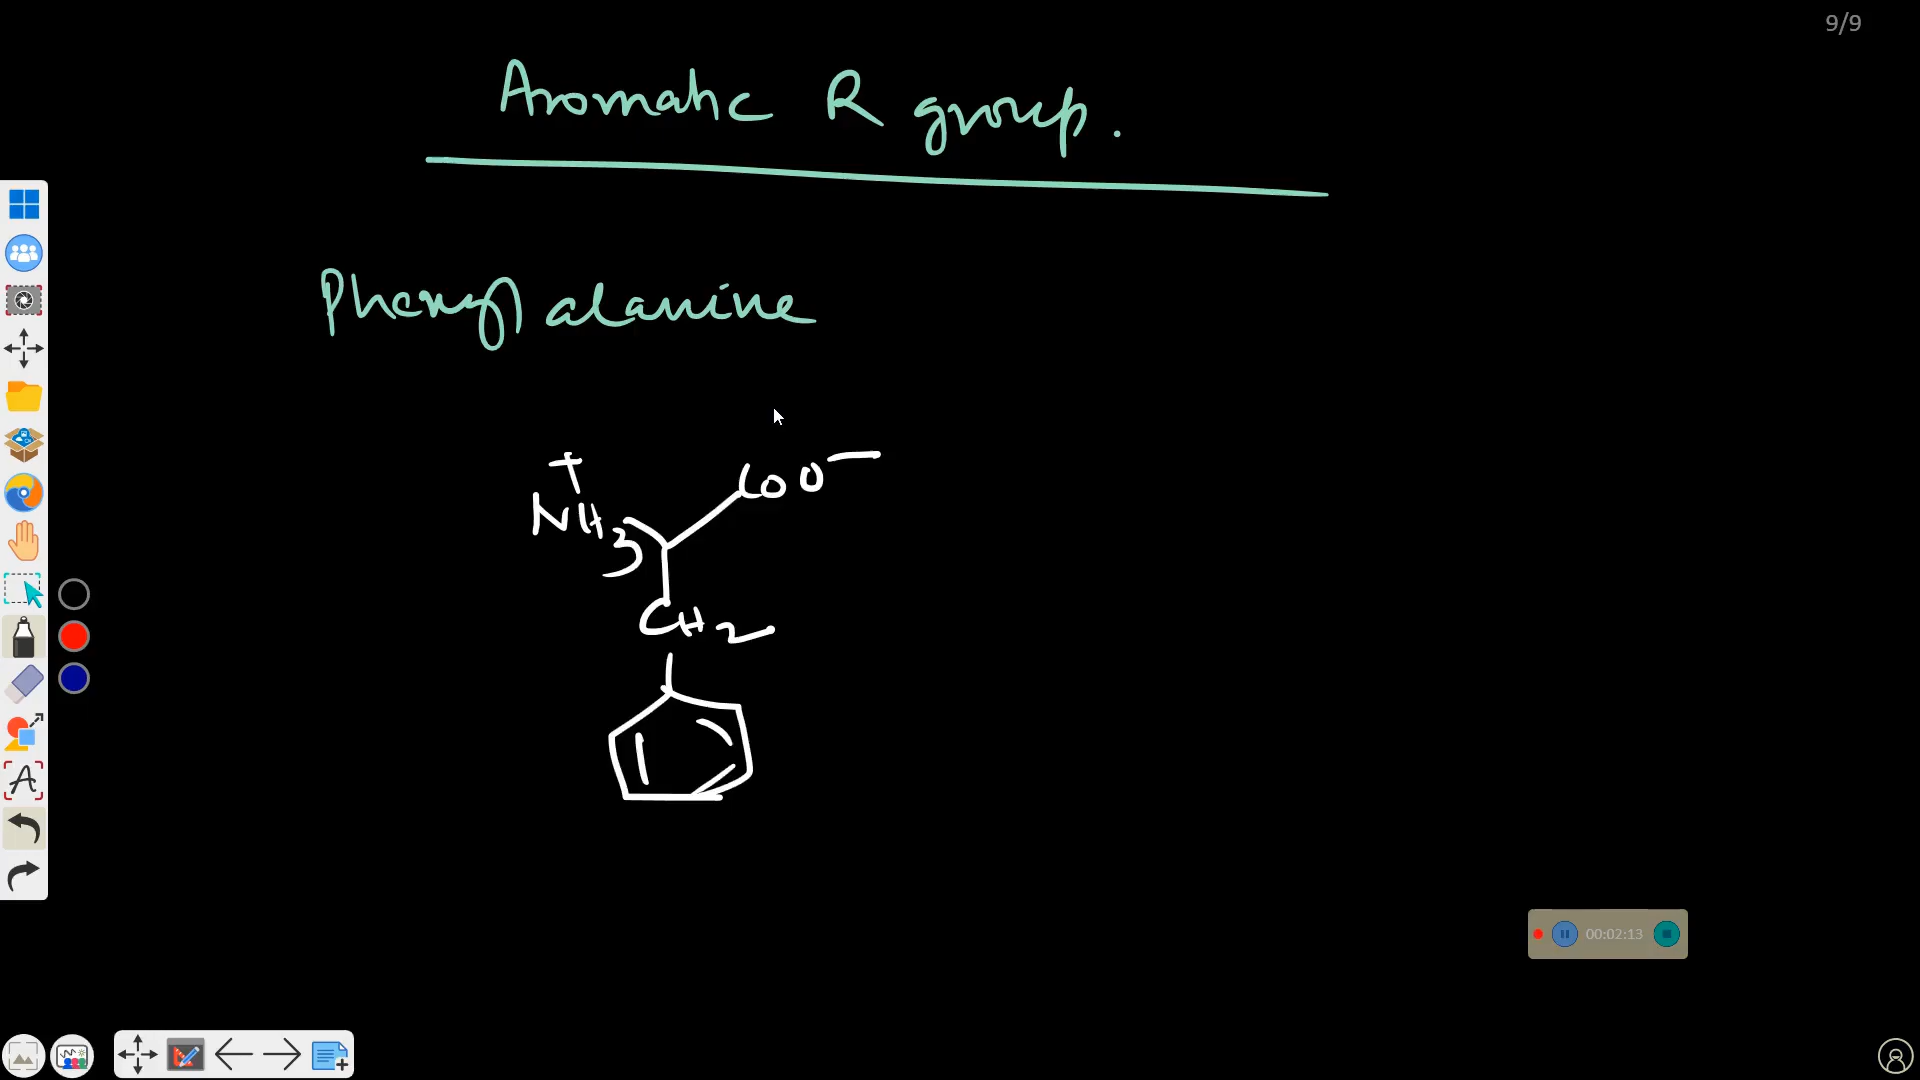 9/9
Aromatic R group.
Phenyl alanine
+
NH3 COO-
CH2
00:02:13